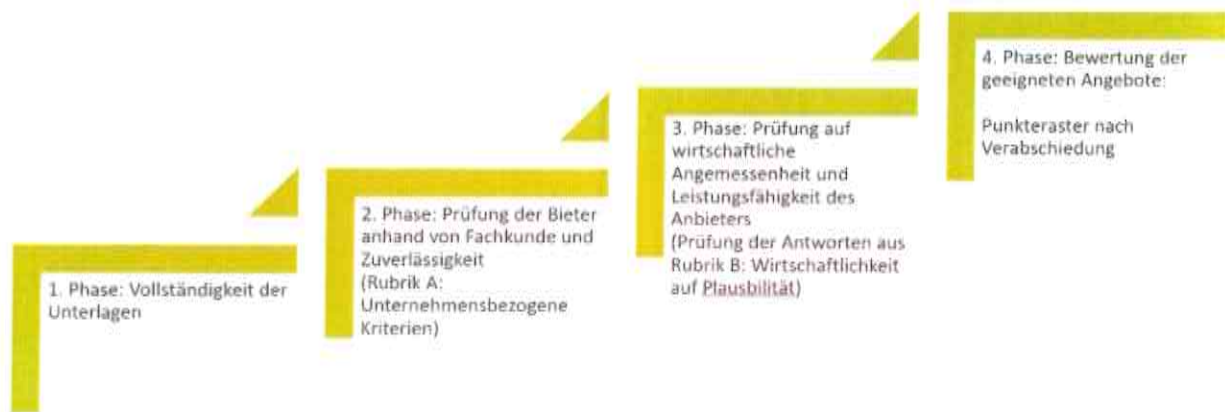 1. Phase: Vollständigkeit der
Unterlagen
2. Phase: Prüfung der Bieter
anhand von Fachkunde und
Zuverlässigkeit
(Rubrik A:
Unternehmensbezogene
Kriterien)
3. Phase: Prüfung auf
wirtschaftliche
Angemessenheit und
Leistungsfähigkeit des
Anbieters
(Prüfung der Antworten aus
Rubrik B: Wirtschaftlichkeit
auf Plausbilität)
4. Phase: Bewertung der
geeigneten Angebote:
Punkteraster nach
Verabschiedung